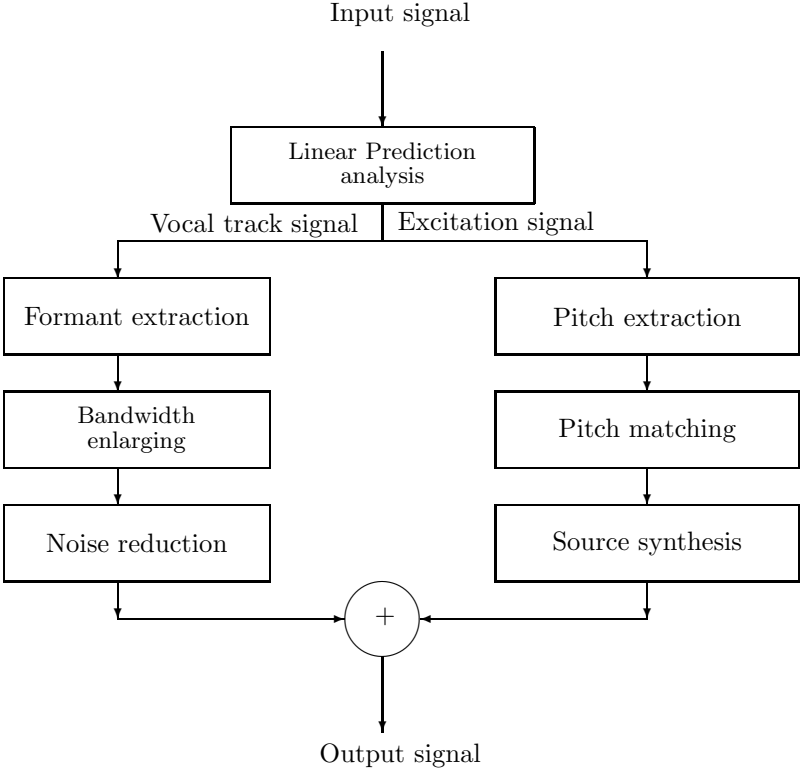 Input signal
Linear Prediction
analysis
Vocal track signal
Excitation signal
Formant extraction
Pitch extraction
Bandwidth
enlarging
Pitch matching
Noise reduction
Source synthesis
+
Output signal